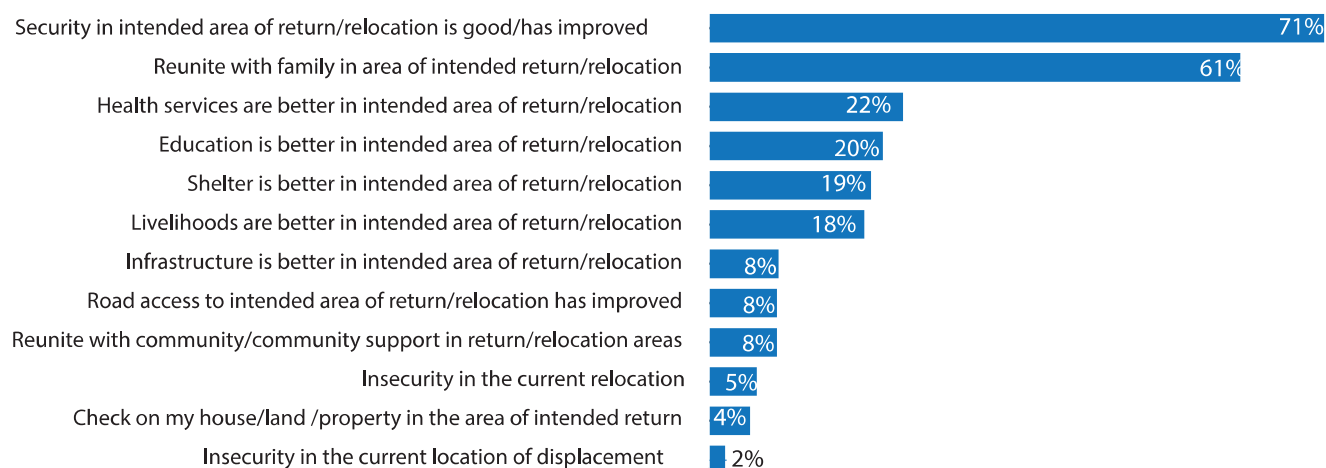 Security in intended area of return/relocation is good/has improved 71%
Reunite with family in area of intended return/relocation 61%
Health services are better in intended area of return/relocation 22%
Education is better in intended area of return/relocation 20%
Shelter is better in intended area of return/relocation 19%
Livelihoods are better in intended area of return/relocation 18%
Infrastructure is better in intended area of return/relocation 8%
Road access to intended area of return/relocation has improved 8%
Reunite with community/community support in return/relocation areas 8%
Insecurity in the current relocation 5%
Check on my house/land /property in the area of intended return 4%
Insecurity in the current location of displacement 2%